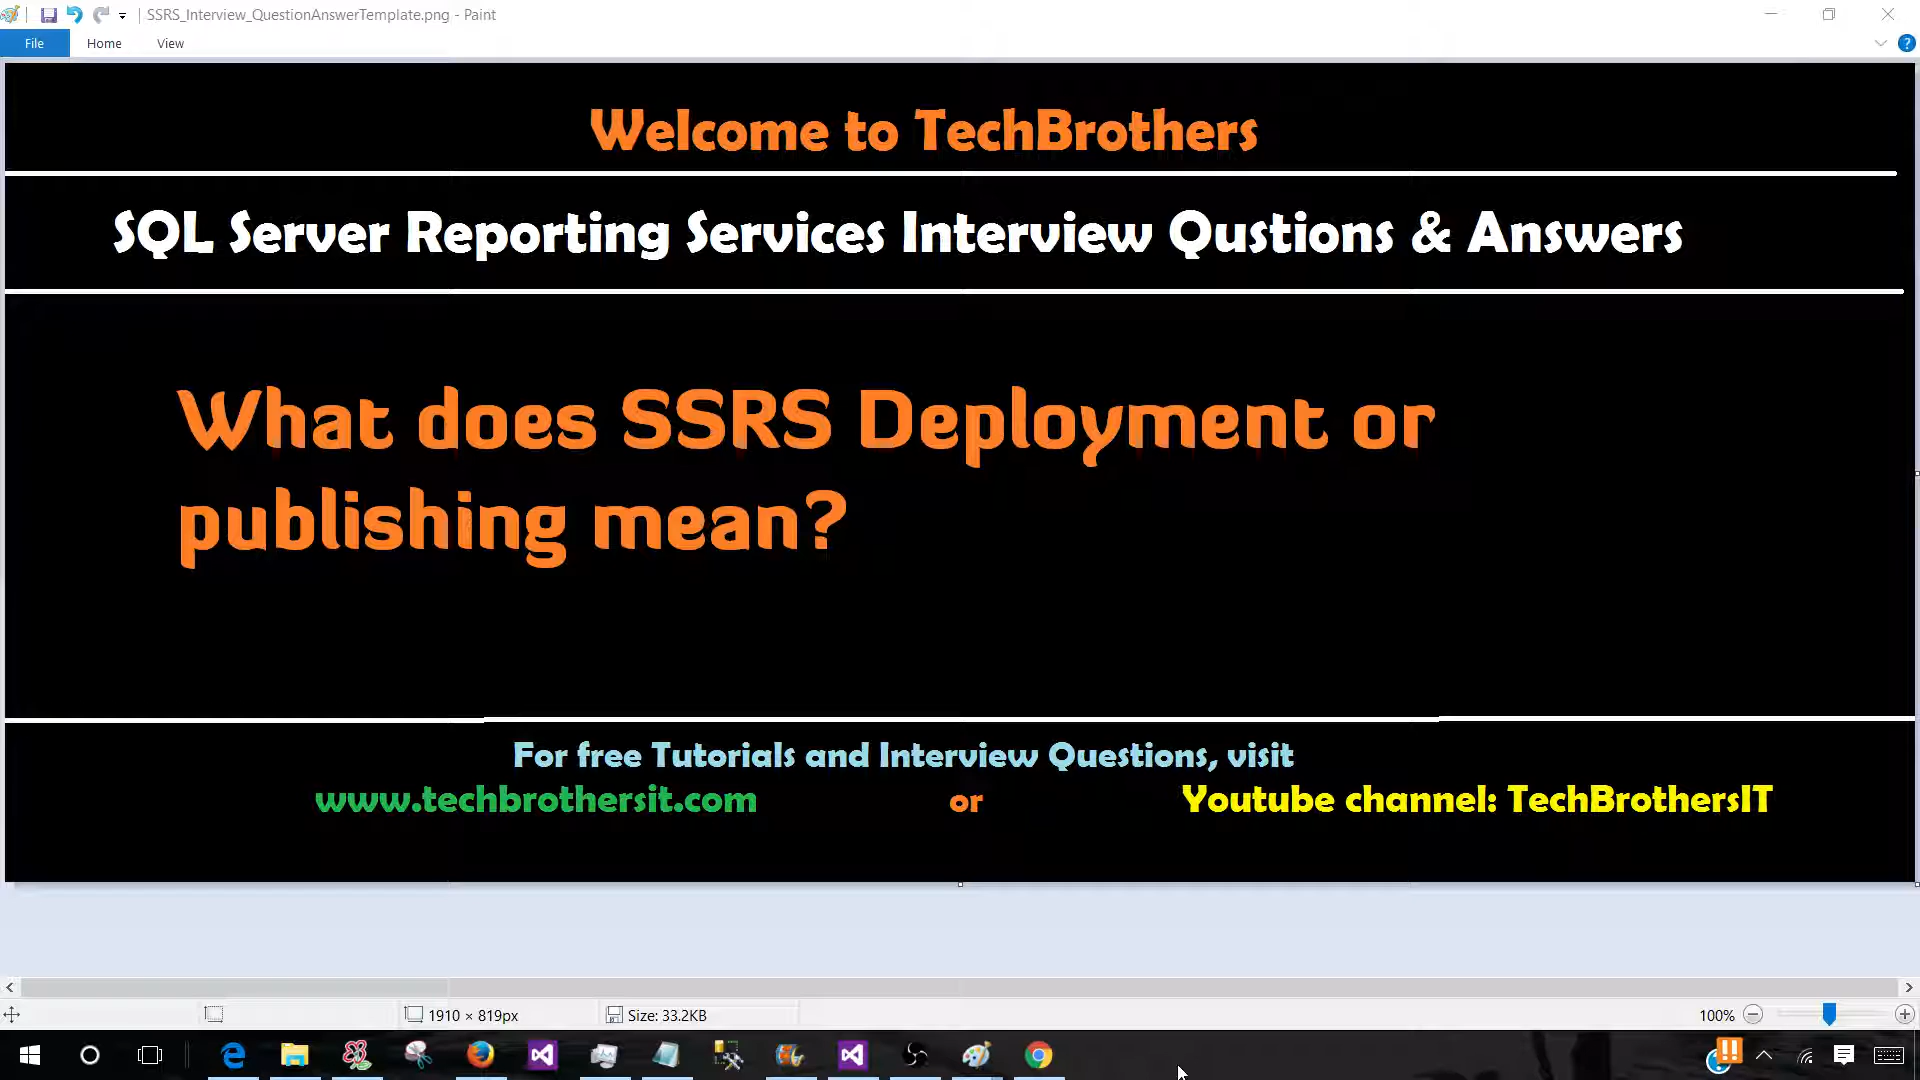 SSRS_Interview_QuestionAnswerTemplate.png - Paint
File Home View
Welcome to TechBrothers
SQL Server Reporting Services Interview Qustions & Answers
What does SSRS Deployment or
publishing mean?
For free Tutorials and Interview Questions, visit
www.techbrothersit.com or Youtube channel: TechBrothersIT
1910 × 819px Size: 33.2KB 100%